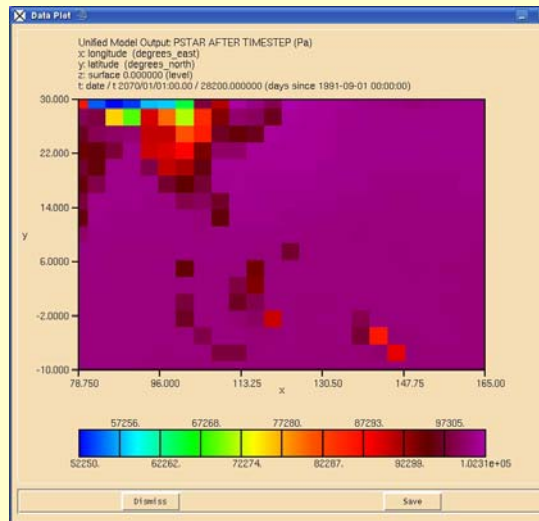 Data Plot
Unified Model Output: PSTAR AFTER TIMESTEP (Pa)
x: longitude (degrees_east)
y: latitude (degrees_north)
z: surface 0.000000 (level)
t: date / t 2070/01/01:00.00 / 28200.000000 (days since 1991-09-01 00:00:00)
30.000
22.000
14.000
y
6.0000
-2.0000
-10.000
78.750 96.000 113.25 130.50 147.75 165.00
x
57256. 67268. 77280. 87293. 97305.
52250. 62262. 72274. 82287. 92299. 1.0231e+05
Dismiss Save